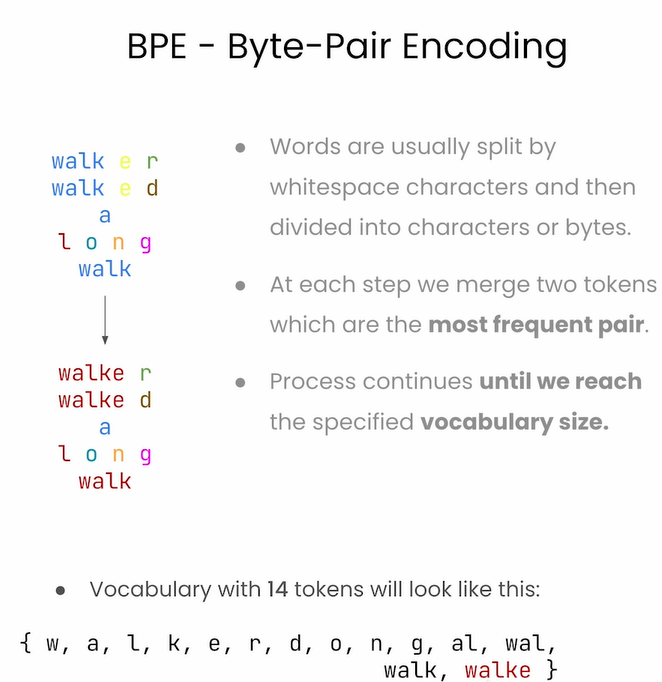 BPE - Byte-Pair Encoding
walk e r
walk e d
a
l o n g
walk
walke r
walke d
a
l o n g
walk
● Words are usually split by
whitespace characters and then
divided into characters or bytes.
● At each step we merge two tokens
which are the most frequent pair.
● Process continues until we reach
the specified vocabulary size.
● Vocabulary with 14 tokens will look like this:
{ w, a, l, k, e, r, d, o, n, g, al, wal,
walk, walke }